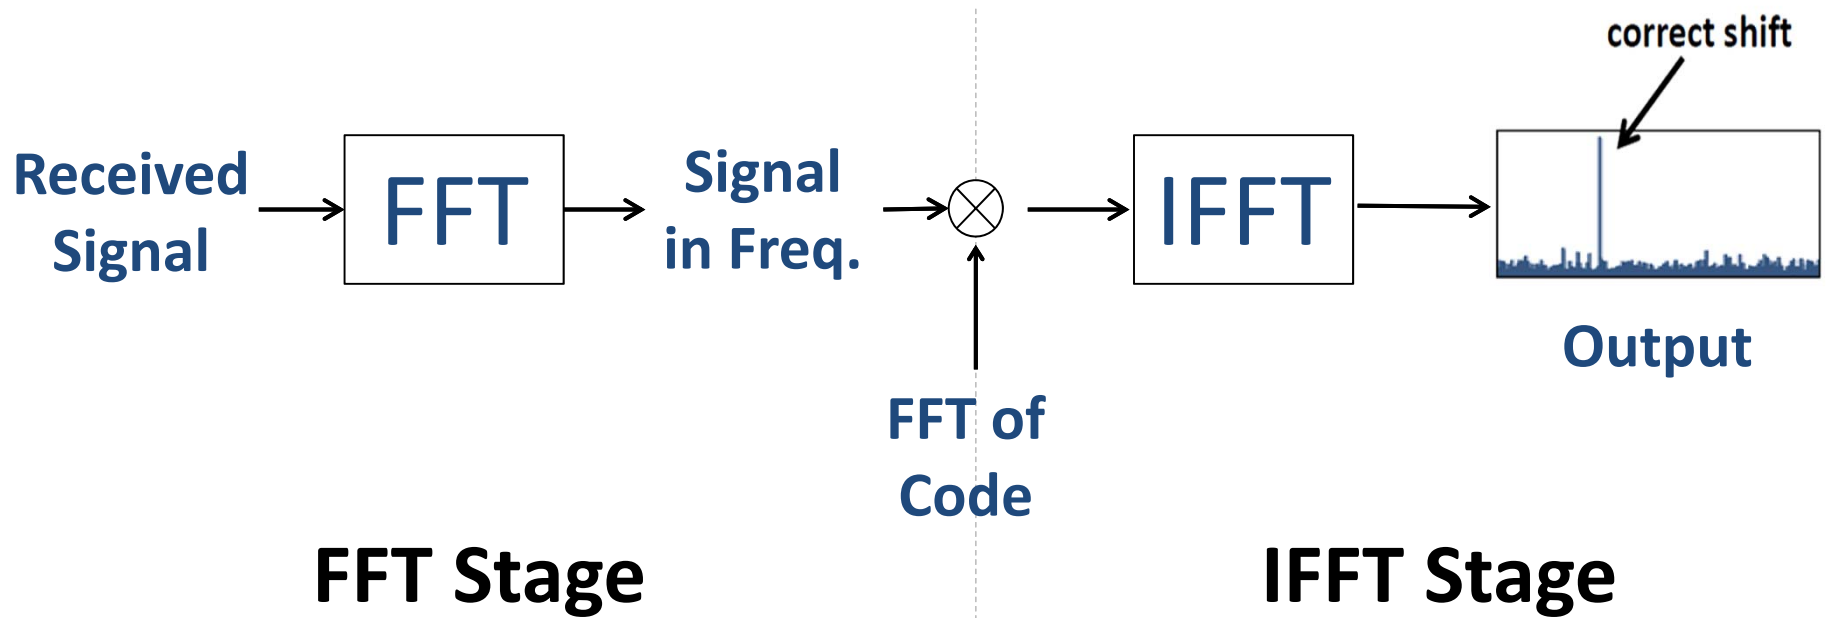 correct shift
Received
Signal
FFT
Signal
in Freq.
IFFT
Output
FFT of
Code
FFT Stage
IFFT Stage